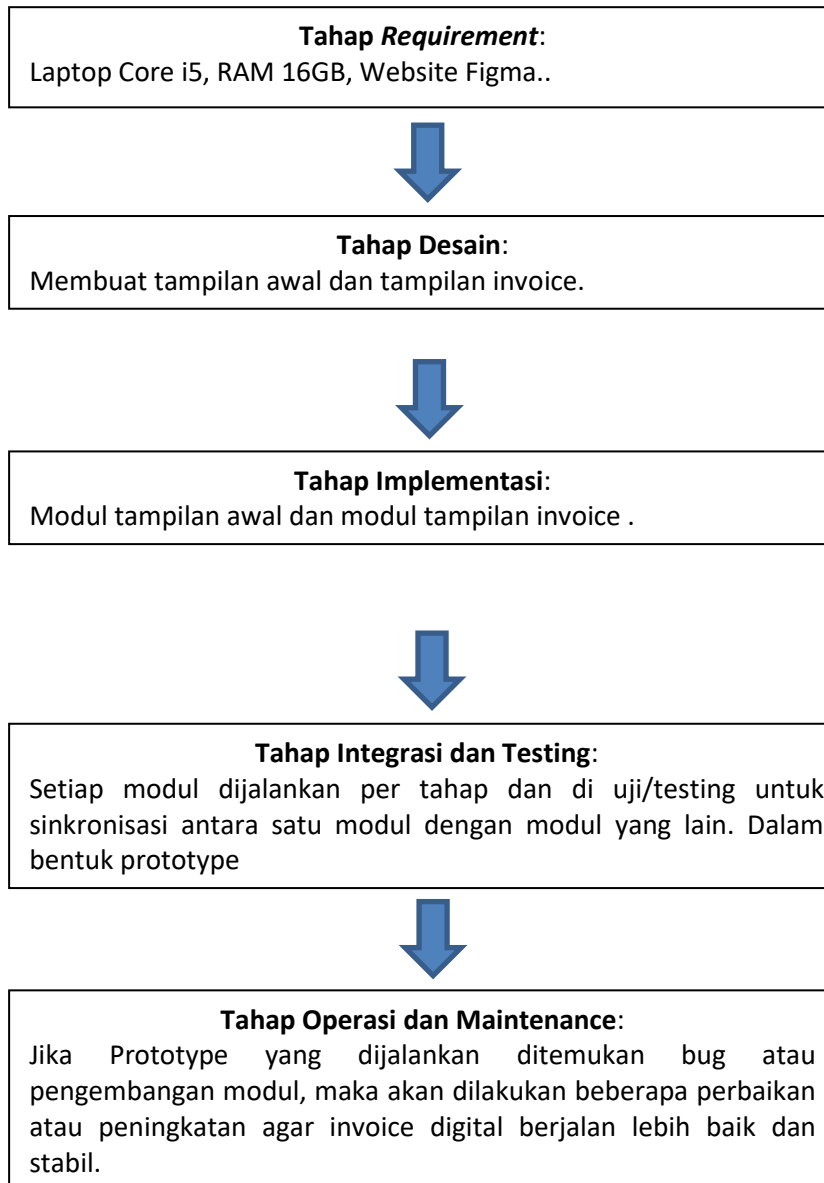 Tahap Requirement:
Laptop Core i5, RAM 16GB, Website Figma..
Tahap Desain:
Membuat tampilan awal dan tampilan invoice.
Tahap Implementasi:
Modul tampilan awal dan modul tampilan invoice .
Tahap Integrasi dan Testing:
Setiap modul dijalankan per tahap dan di uji/testing untuk
sinkronisasi antara satu modul dengan modul yang lain. Dalam
bentuk prototype
Tahap Operasi dan Maintenance:
Jika Prototype yang dijalankan ditemukan bug atau
pengembangan modul, maka akan dilakukan beberapa perbaikan
atau peningkatan agar invoice digital berjalan lebih baik dan
stabil.